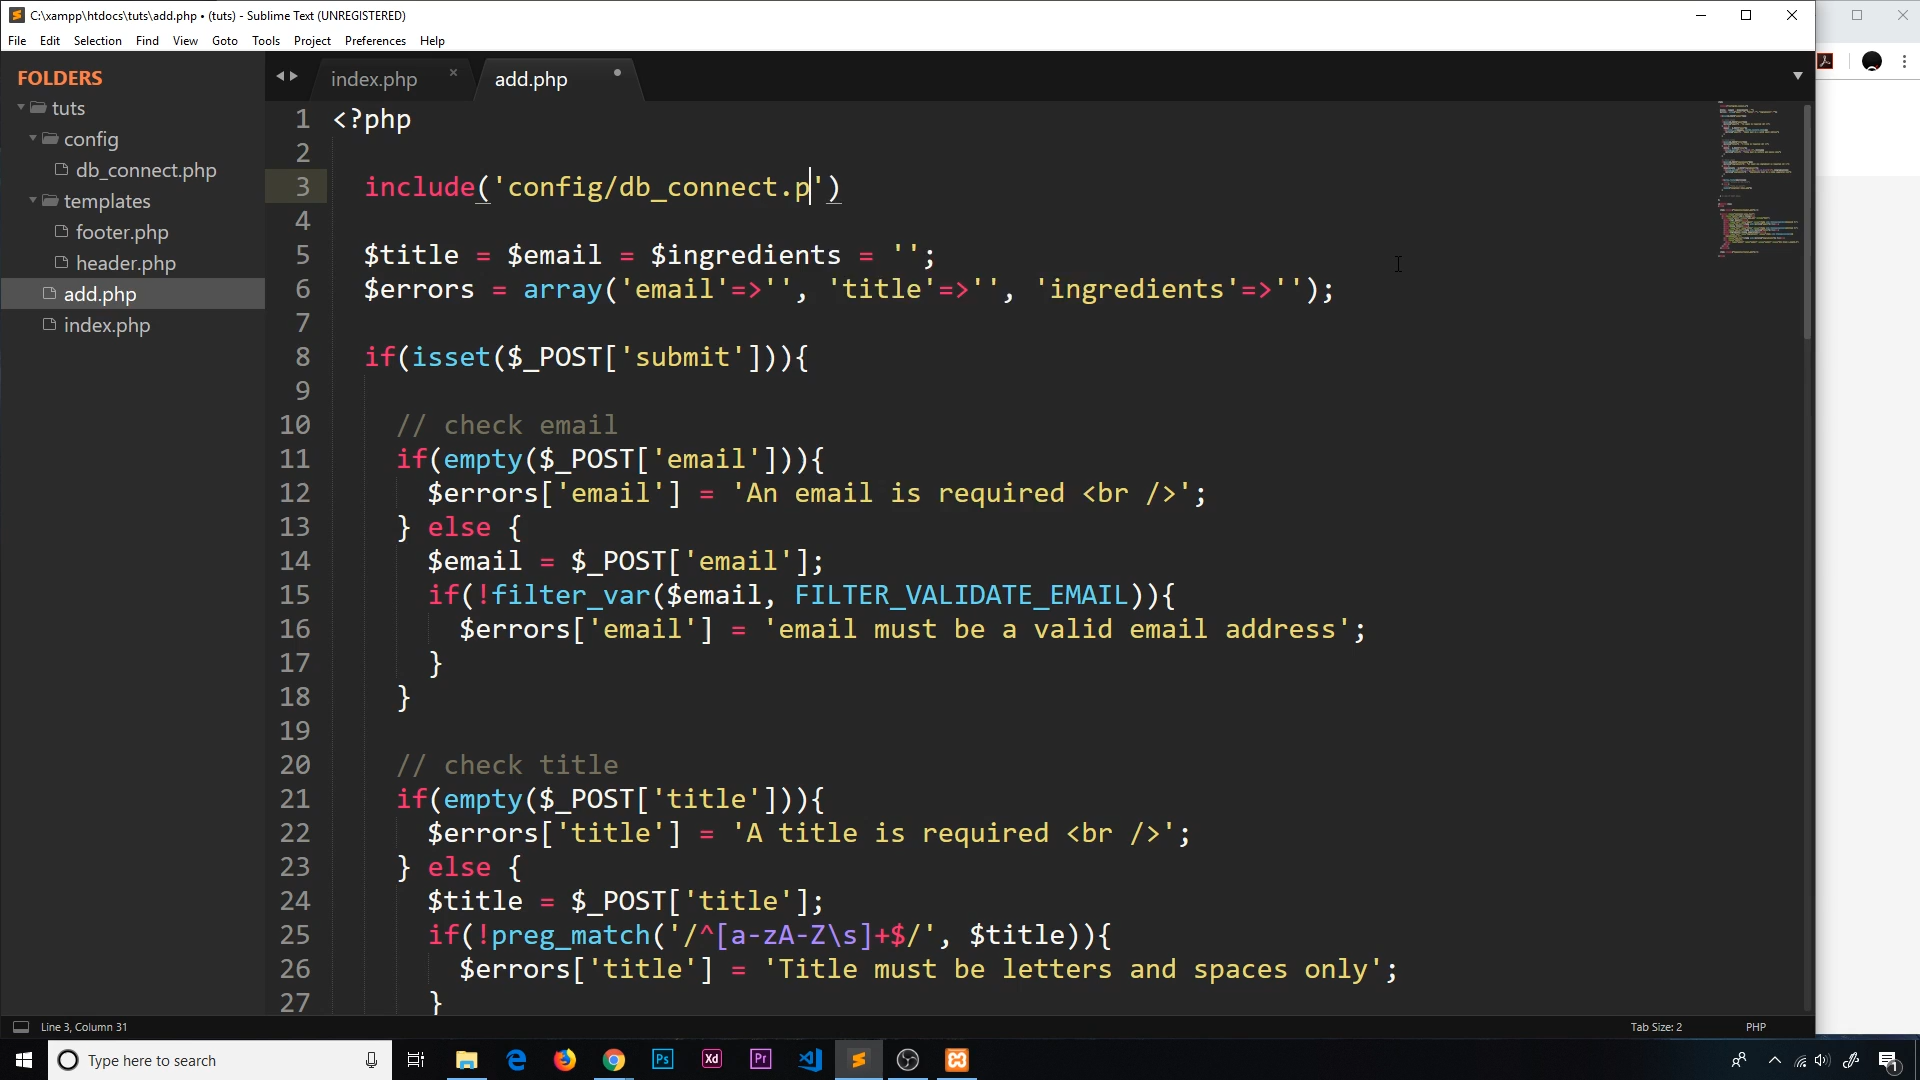 C:\xampp\htdocs\tuts\add.php • (tuts) - Sublime Text (UNREGISTERED)
File Edit Selection Find View Goto Tools Project Preferences Help
FOLDERS
tuts
config
db_connect.php
templates
footer.php
header.php
add.php
index.php
index.php × add.php
1 <?php
2
3 include('config/db_connect.p')
4
5 $title = $email = $ingredients = '';
6 $errors = array('email'=>'', 'title'=>'', 'ingredients'=>'');
7
8 if(isset($_POST['submit'])){
9
10 // check email
11 if(empty($_POST['email'])){
12 $errors['email'] = 'An email is required <br />';
13 } else {
14 $email = $_POST['email'];
15 if(!filter_var($email, FILTER_VALIDATE_EMAIL)){
16 $errors['email'] = 'email must be a valid email address';
17 }
18 }
19
20 // check title
21 if(empty($_POST['title'])){
22 $errors['title'] = 'A title is required <br />';
23 } else {
24 $title = $_POST['title'];
25 if(!preg_match('/^[a-zA-Z\s]+$/', $title)){
26 $errors['title'] = 'Title must be letters and spaces only';
27 }
Line 3, Column 31 Tab Size: 2 PHP
Type here to search Ps Xd Pr 1